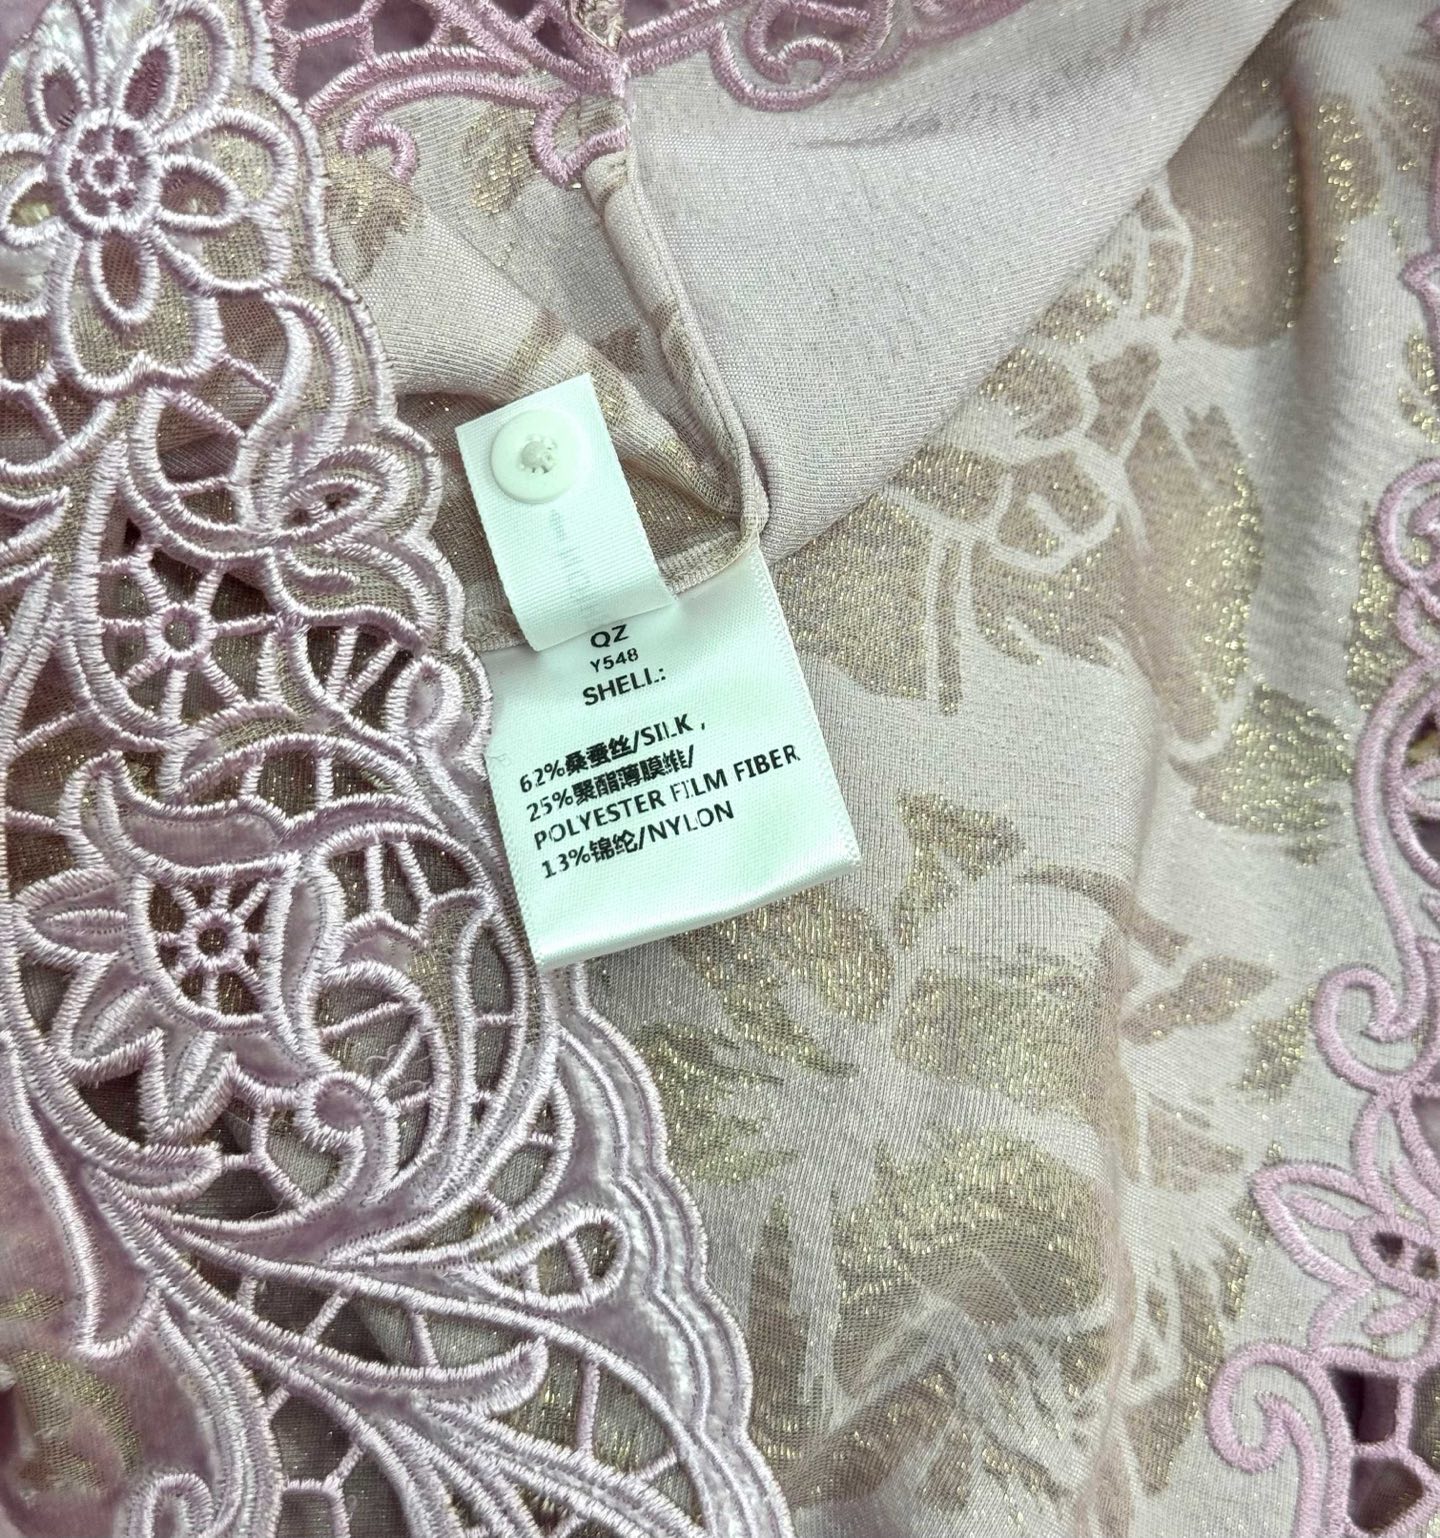 QZ
Y548
SHELL:
62%桑蚕丝/SILK ,
25%聚酯薄膜维/
POLYESTER FILM FIBER
13%锦纶/NYLON